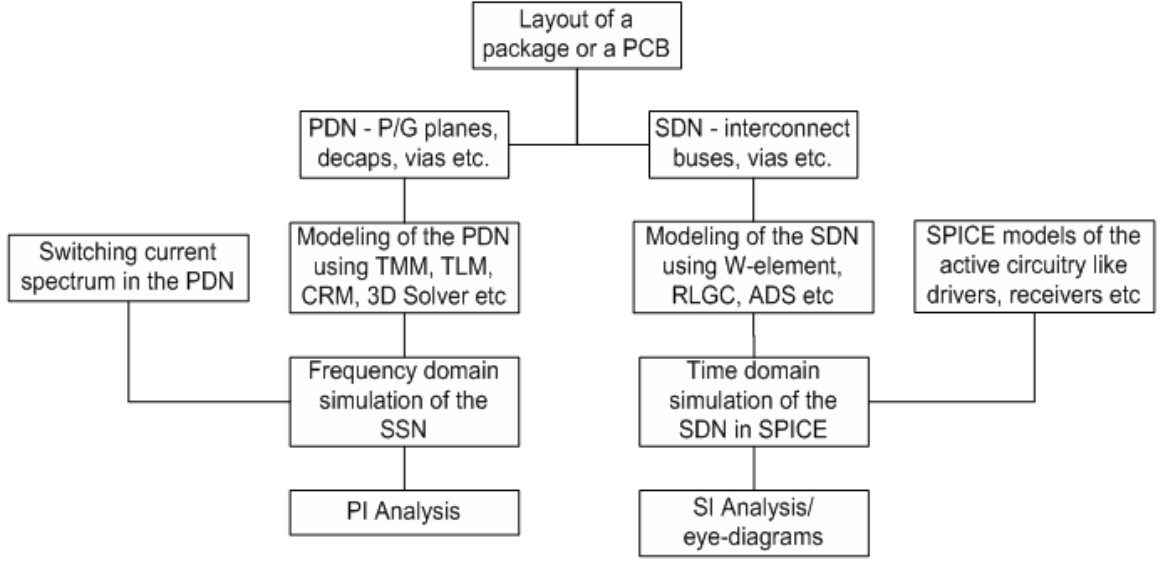 Layout of a
package or a PCB
PDN - P/G planes,
decaps, vias etc.
SDN - interconnect
buses, vias etc.
Switching current
spectrum in the PDN
Modeling of the PDN
using TMM, TLM,
CRM, 3D Solver etc
Modeling of the SDN
using W-element,
RLGC, ADS etc
SPICE models of the
active circuitry like
drivers, receivers etc
Frequency domain
simulation of the
SSN
Time domain
simulation of the
SDN in SPICE
PI Analysis
SI Analysis/
eye-diagrams